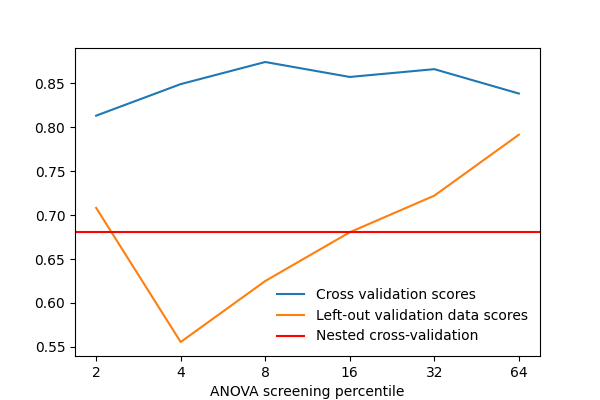 0.85
0.80
0.75
0.70
0.65
0.60
0.55
Cross validation scores
Left-out validation data scores
Nested cross-validation
2 4 8 16 32 64
ANOVA screening percentile